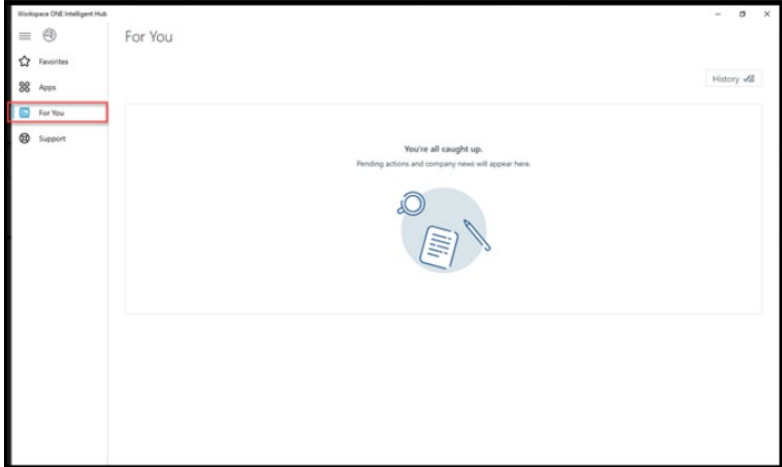 Workspace ONE Intelligent Hub
For You
Favorites
Apps
For You
Support
History
You're all caught up.
Pending actions and company news will appear here.